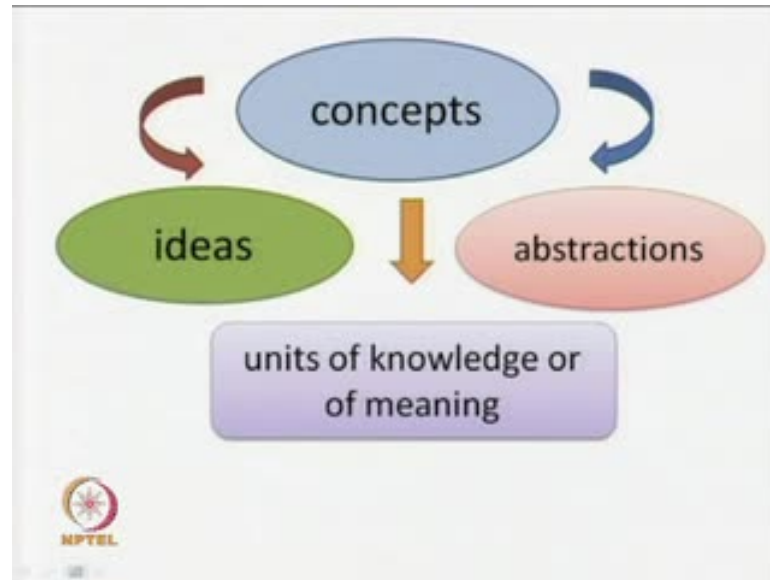 concepts
ideas
abstractions
units of knowledge or
of meaning
NPTEL